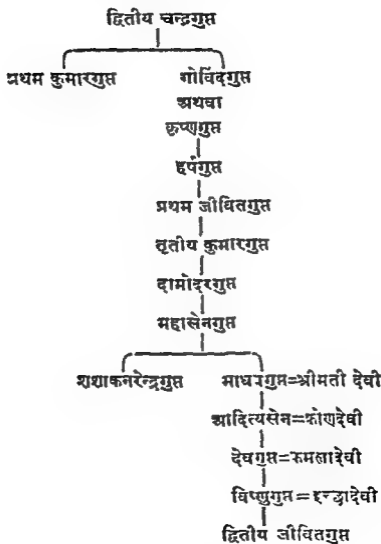 द्वितीय चन्द्रगुप्त
प्रथम कुमारगुप्त गोविंदगुप्त
अथवा
कृष्णगुप्त
हर्षगुप्त
प्रथम जीवितगुप्त
तृतीय कुमारगुप्त
दामोदरगुप्त
महासेनगुप्त
शशाकनरेन्द्रगुप्त माधवगुप्त=श्रीमती देवी
आदित्यसेन=कोणदेवी
देवगुप्त=कमलादेवी
विष्णुगुप्त=इज्जादेवी
द्वितीय जीवितगुप्त